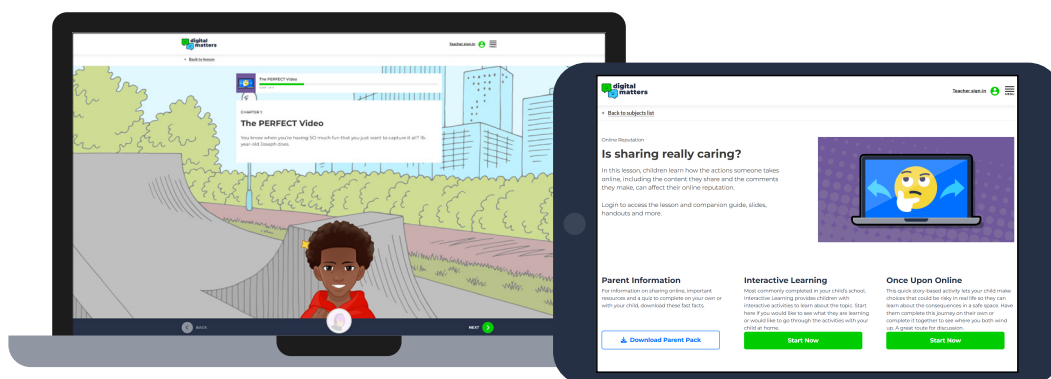 digital
matters
Teacher sign in
Back to lesson
The PERFECT Video
CHAPTER 1
The PERFECT Video
You know when you're having SO much fun that you just want to capture it all? 15-
year-old Joseph does.
BACK
NEXT
digital
matters
Teacher sign in
MENU
Back to subjects list
Online Reputation
Is sharing really caring?
In this lesson, children learn how the actions someone takes
online, including the content they share and the comments
they make, can affect their online reputation.
Login to access the lesson and companion guide, slides,
handouts and more.
Parent Information
For information on sharing online, important
resources and a quiz to complete on your own or
with your child, download these fast facts.
Download Parent Pack
Interactive Learning
Most commonly completed in your child's school,
Interactive Learning provides children with
interactive activities to learn about the topic. Start
here if you would like to see what they are learning
or would like to go through the activities with your
child at home.
Start Now
Once Upon Online
This quick story-based activity lets your child make
choices that could be risky in real life so they can
learn about the consequences in a safe space. Have
them complete this journey on their own or
complete it together to see where you both wind
up. A great route for discussion.
Start Now